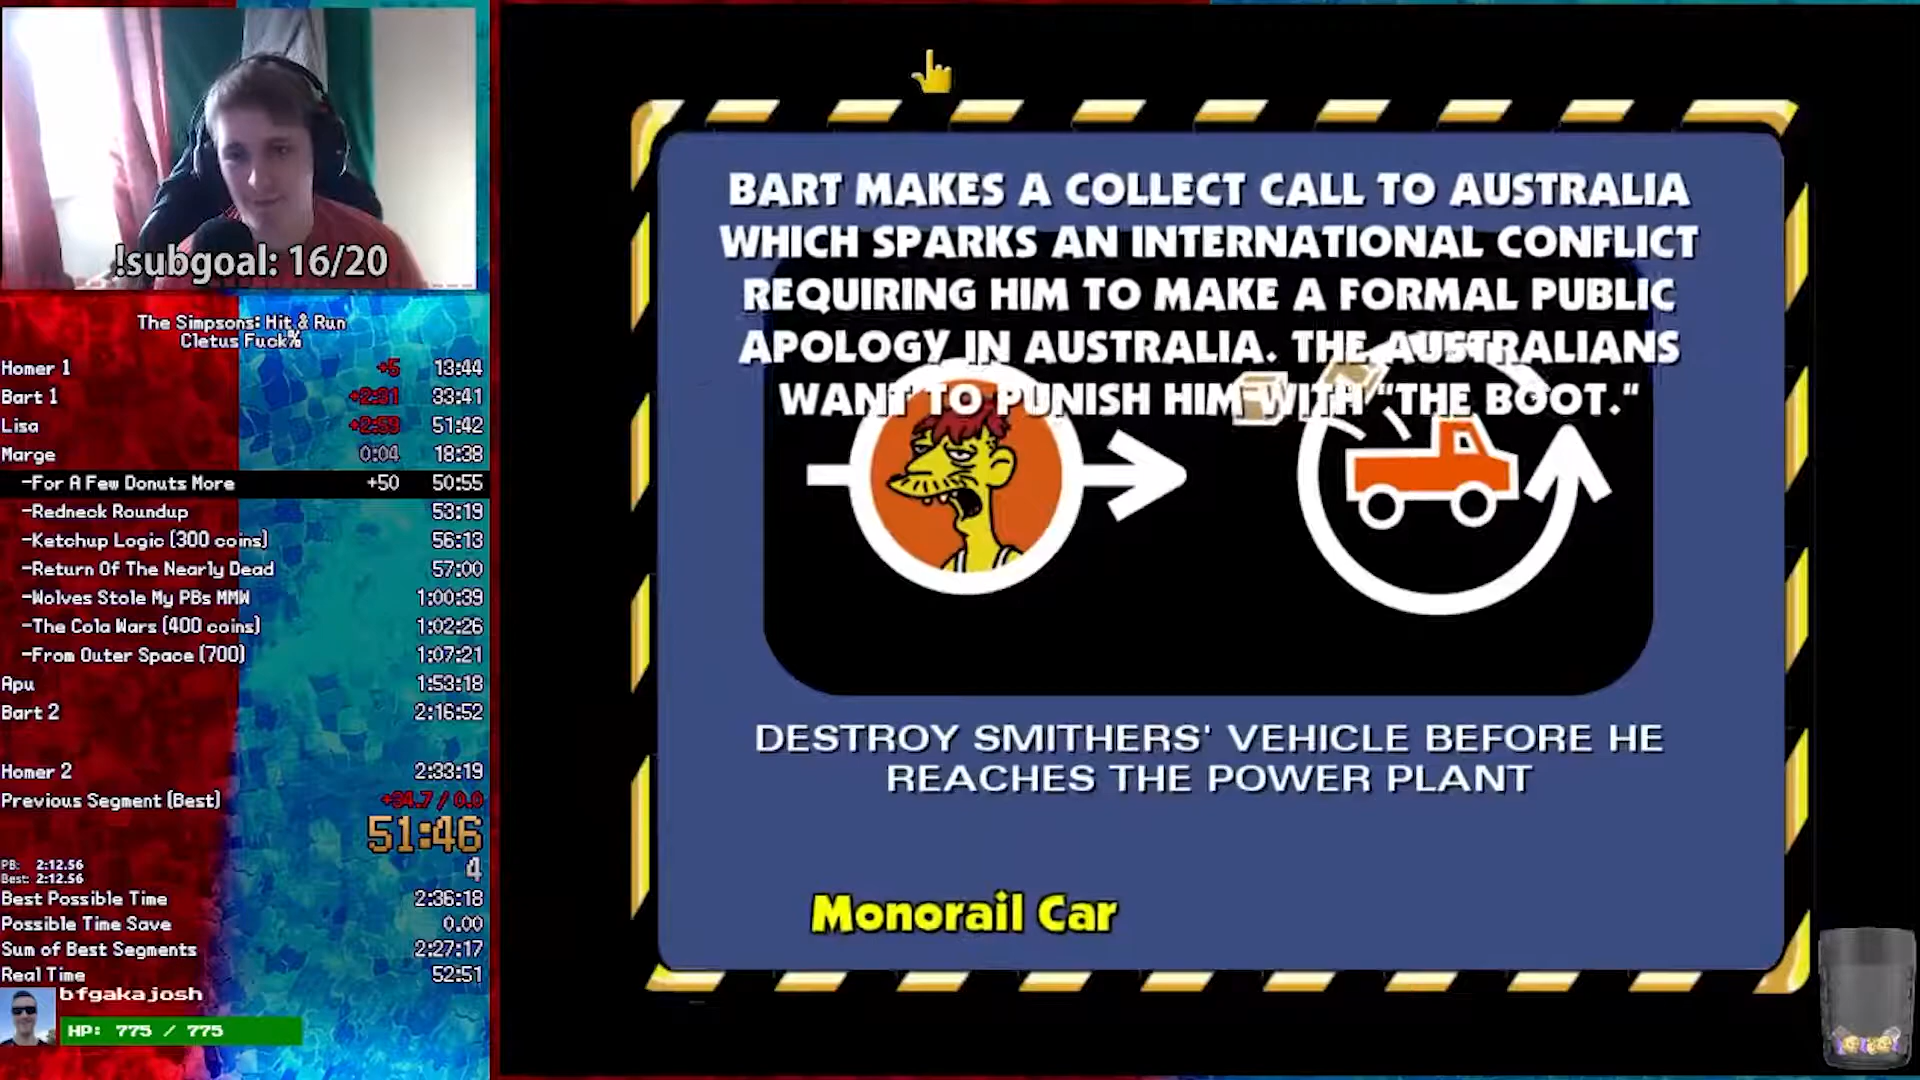 !subgoal: 16/20
The Simpsons: Hit & Run
Cletus Fuck%
Homer 1 +5 13:44
Bart 1 +2:31 33:41
Lisa +2:59 51:42
Marge 0:04 18:38
-For A Few Donuts More +50 50:55
-Redneck Roundup 53:19
-Ketchup Logic (300 coins) 56:13
-Return Of The Nearly Dead 57:00
-Wolves Stole My PBs MMW 1:00:39
-The Cola Wars (400 coins) 1:02:26
-From Outer Space (700) 1:07:21
Apu 1:53:18
Bart 2 2:16:52
Homer 2 2:33:19
Previous Segment (Best) +34.7 / 0.0
51:46
PB: 2:12.56
Best: 2:12.56
4
Best Possible Time 2:36:18
Possible Time Save 0.00
Sum of Best Segments 2:27:17
Real Time 52:51
bfgakajosh
HP: 775 / 775
BART MAKES A COLLECT CALL TO AUSTRALIA
WHICH SPARKS AN INTERNATIONAL CONFLICT
REQUIRING HIM TO MAKE A FORMAL PUBLIC
APOLOGY IN AUSTRALIA. THE AUSTRALIANS
WANT TO PUNISH HIM WITH "THE BOOT."
DESTROY SMITHERS' VEHICLE BEFORE HE
REACHES THE POWER PLANT
Monorail Car